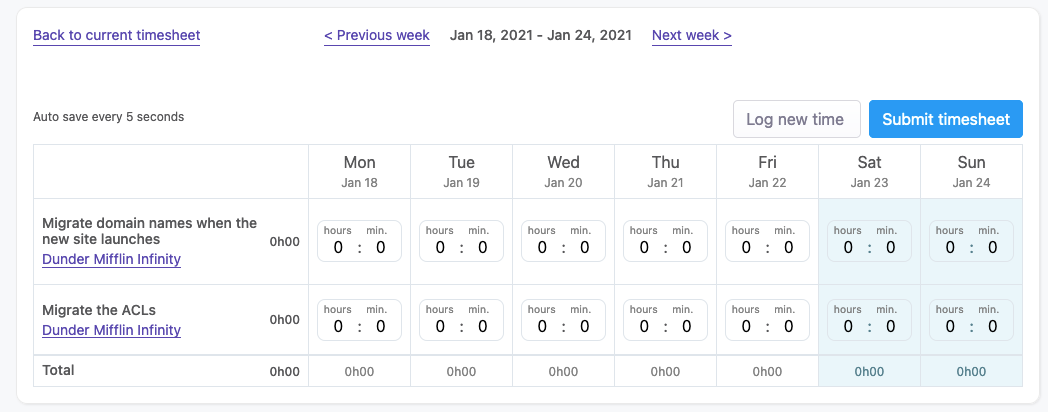 Back to current timesheet < Previous week Jan 18, 2021 - Jan 24, 2021 Next week >
Auto save every 5 seconds Log new time Submit timesheet
Mon Tue Wed Thu Fri Sat Sun
Jan 18 Jan 19 Jan 20 Jan 21 Jan 22 Jan 23 Jan 24
Migrate domain names when the
new site launches
Dunder Mifflin Infinity
0h00
hours min. hours min. hours min. hours min. hours min. hours min. hours min.
0 : 0 0 : 0 0 : 0 0 : 0 0 : 0 0 : 0 0 : 0
Migrate the ACLs
Dunder Mifflin Infinity
0h00
hours min. hours min. hours min. hours min. hours min. hours min. hours min.
0 : 0 0 : 0 0 : 0 0 : 0 0 : 0 0 : 0 0 : 0
Total 0h00 0h00 0h00 0h00 0h00 0h00 0h00 0h00